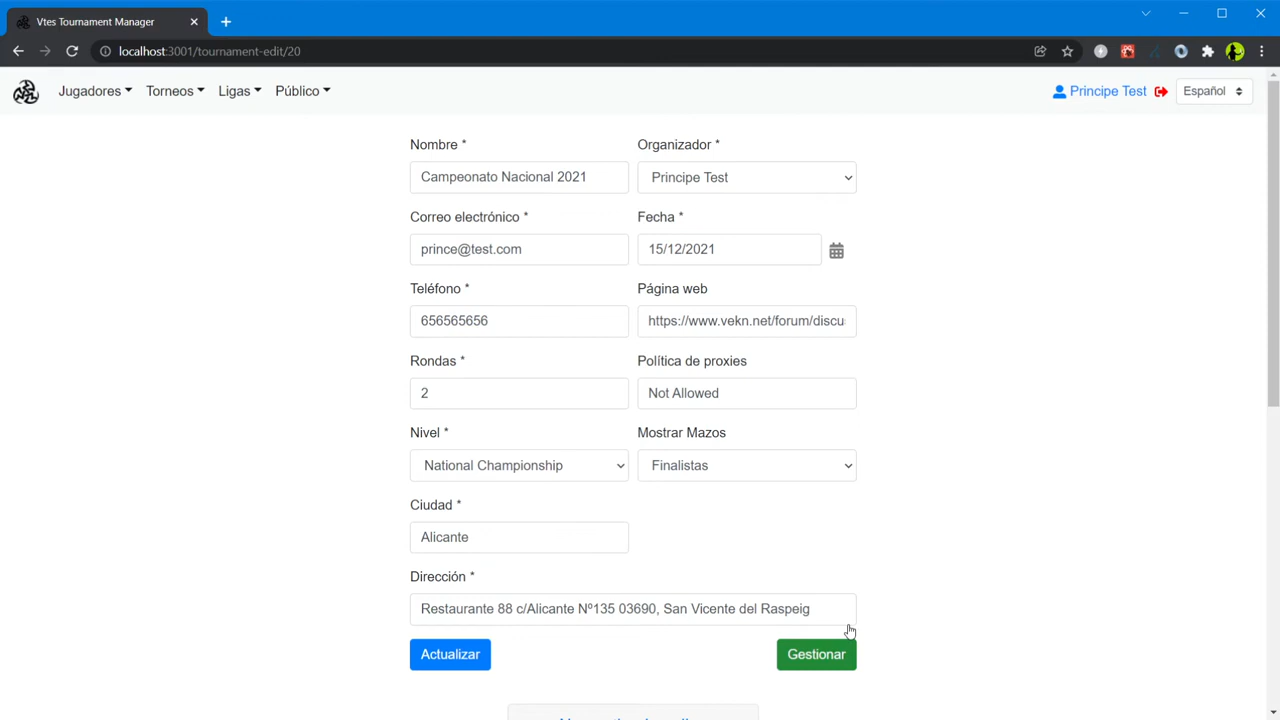 Vtes Tournament Manager
localhost:3001/tournament-edit/20
Jugadores Torneos Ligas Público Principe Test Español
Nombre * Organizador *
Campeonato Nacional 2021 Principe Test
Correo electrónico * Fecha *
prince@test.com 15/12/2021
Teléfono * Página web
656565656 https://www.vekn.net/forum/discu
Rondas * Política de proxies
2 Not Allowed
Nivel * Mostrar Mazos
National Championship Finalistas
Ciudad *
Alicante
Dirección *
Restaurante 88 c/Alicante Nº135 03690, San Vicente del Raspeig
Actualizar Gestionar